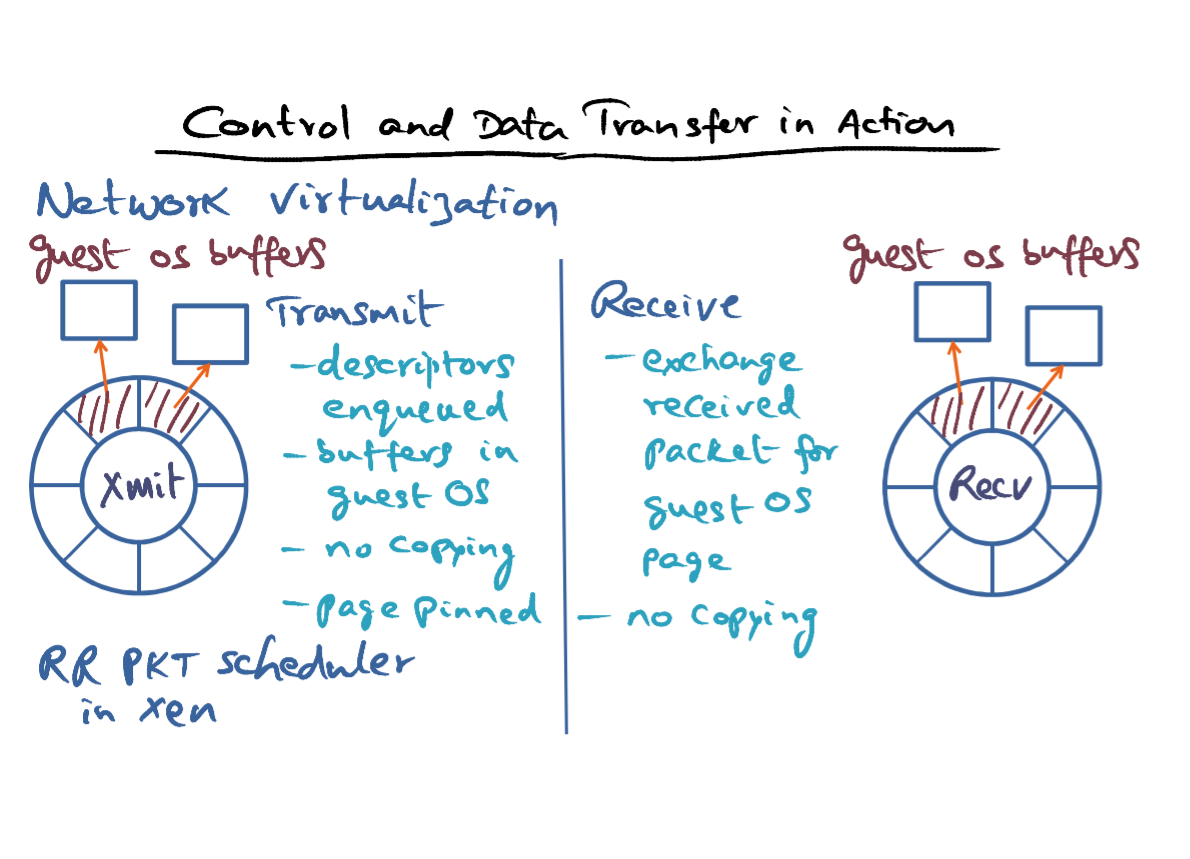 Control and Data Transfer in Action
Network Virtualization
guest os buffers
Transmit
- descriptors
enqueued
- buffers in
guest OS
- no copying
- page pinned
Xmit
RR PKT scheduler
in xen
Receive
- exchange
received
packet for
guest OS
page
- no copying
guest os buffers
Recv